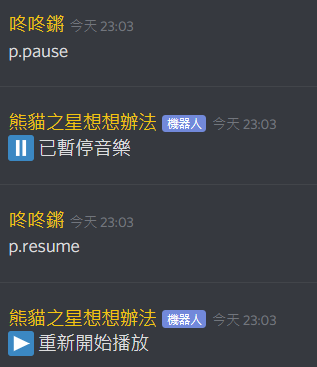 咚咚鏘 今天 23:03
p.pause
熊貓之星想想辦法 機器人 今天 23:03
已暫停音樂
咚咚鏘 今天 23:03
p.resume
熊貓之星想想辦法 機器人 今天 23:03
重新開始播放